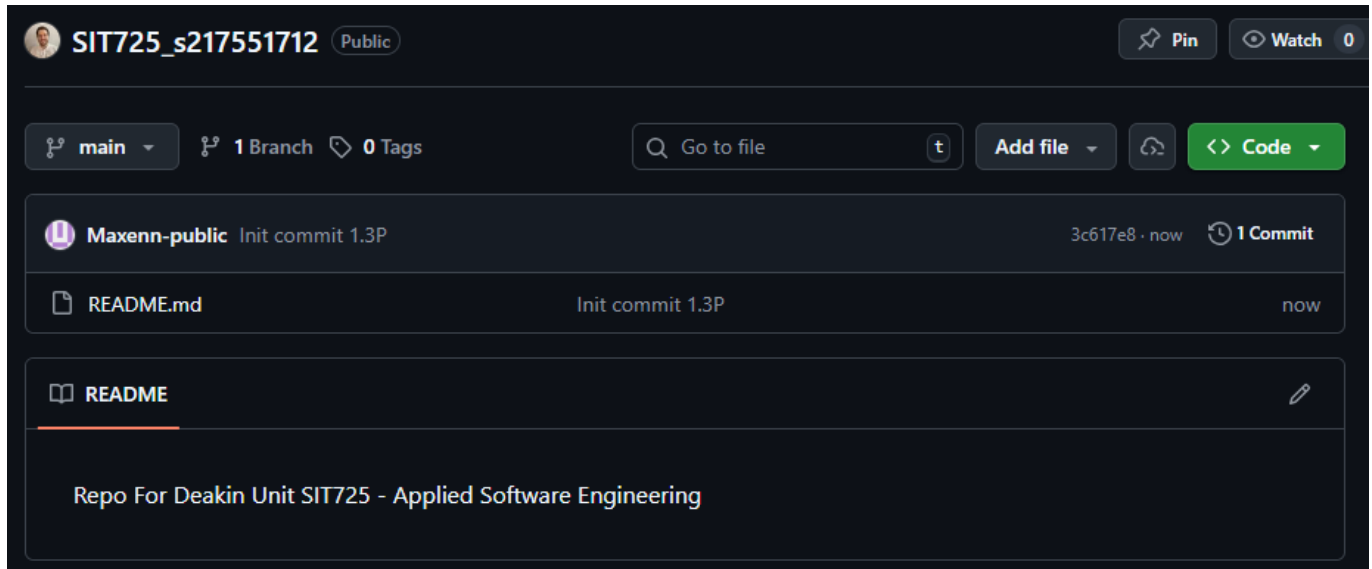 SIT725_s217551712 Public Pin Watch 0
main 1 Branch 0 Tags Go to file t Add file <> Code
Maxenn-public Init commit 1.3P 3c617e8 · now 1 Commit
README.md Init commit 1.3P now
README
Repo For Deakin Unit SIT725 - Applied Software Engineering